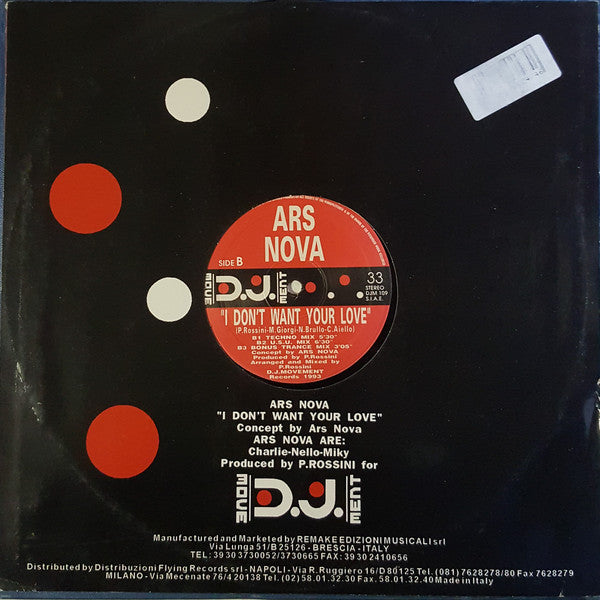 ARS
NOVA
SIDE B
D.J.
MOVE
MENT
33
STEREO
DJM 109
S.I.A.E.
"I DON'T WANT YOUR LOVE"
(P.Rossini-M.Giorgi-N.Brullo-C.Aiello)
B1 TECHNO MIX 5'30"
B2 U.S.U. MIX 6'30"
B3 BONUS TRANCE MIX 3'05"
Concept by ARS NOVA
Produced by P.Rossini
Arranged and Mixed by
P.Rossini
D.J.MOVEMENT
Records 1993
ARS NOVA
"I DON'T WANT YOUR LOVE"
Concept by Ars Nova
ARS NOVA ARE:
Charlie-Nello-Miky
Produced by P.ROSSINI for
MOVE
D.J.
MENT
Manufactured and Marketed by REMAKE EDIZIONI MUSICALI srl
Via Lunga 51/B 25126 - BRESCIA - ITALY
TEL: 39 30 3730052/3730665 FAX: 39 30 2410656
Distributed by Distribuzioni Flying Records srl - NAPOLI - Via R. Ruggiero 16/D 80125 Tel. (081) 7628278/80 Fax 7628279
MILANO - Via Mecenate 76/4 20138 Tel. (02) 58.01.32.30 Fax. 58.01.32.40 Made in Italy